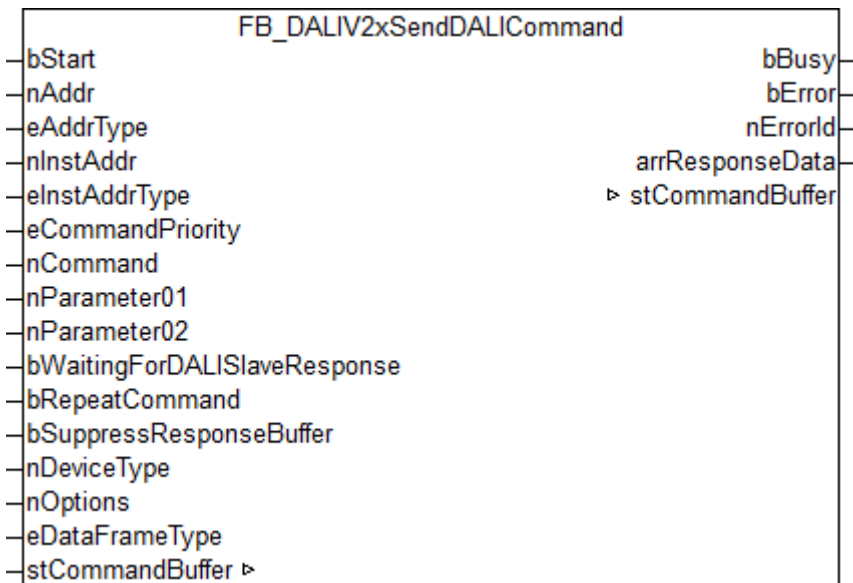 FB_DALIV2xSendDALICommand
bStart bBusy
nAddr bError
eAddrType nErrorId
nInstAddr arrResponseData
eInstAddrType stCommandBuffer
eCommandPriority
nCommand
nParameter01
nParameter02
bWaitingForDALISlaveResponse
bRepeatCommand
bSuppressResponseBuffer
nDeviceType
nOptions
eDataFrameType
stCommandBuffer